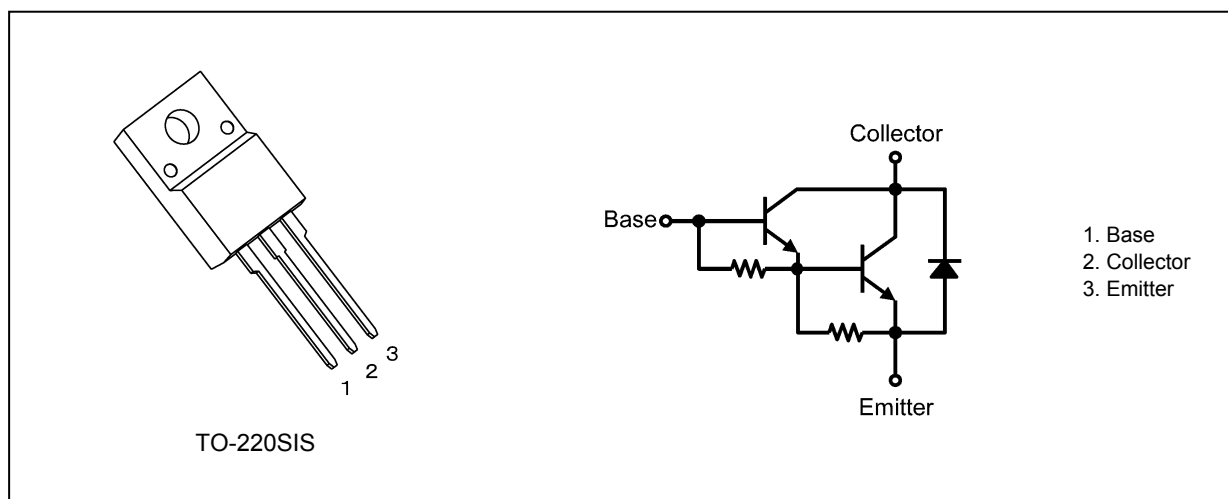 1
2
3
TO-220SIS
Collector
Base
Emitter
1. Base
2. Collector
3. Emitter